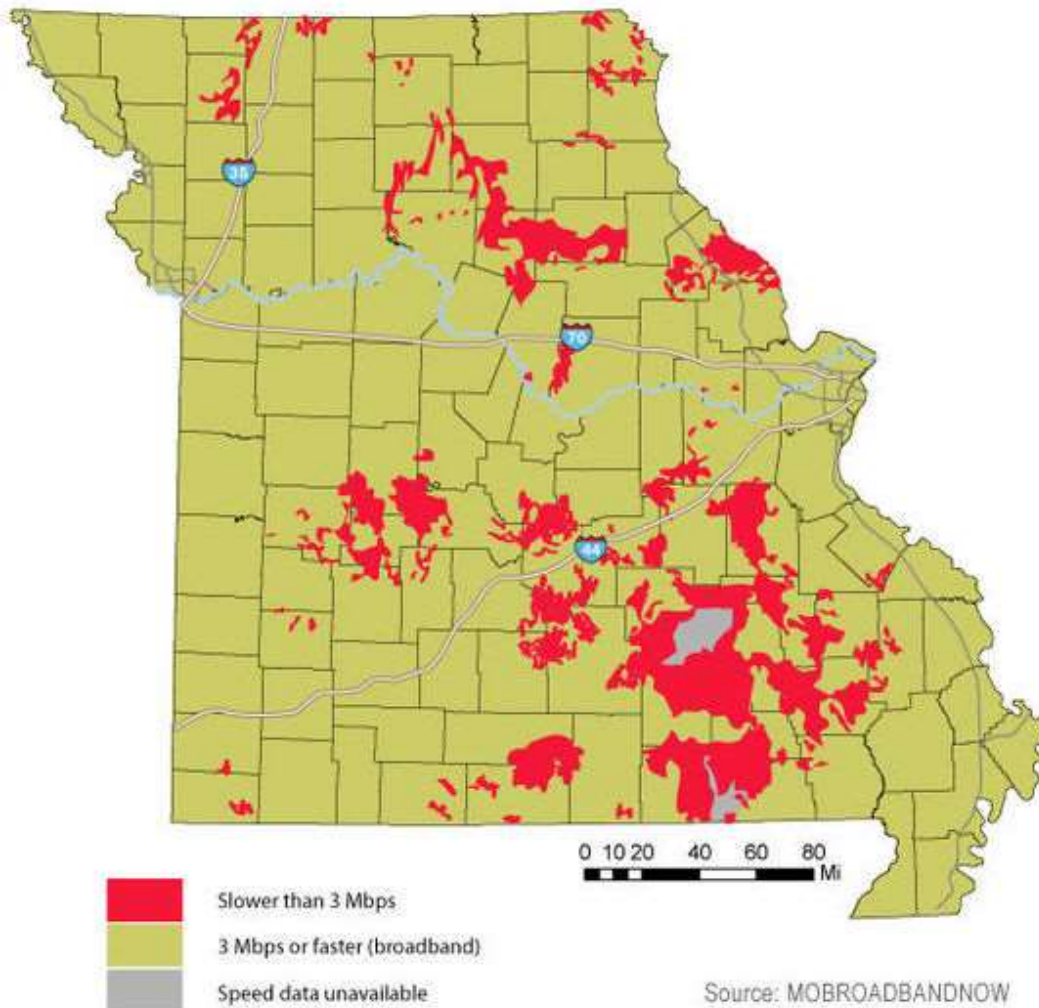 35
70
44
0 10 20 40 60 80
Mi
Slower than 3 Mbps
3 Mbps or faster (broadband)
Speed data unavailable
Source: MOBROADBANDNOW